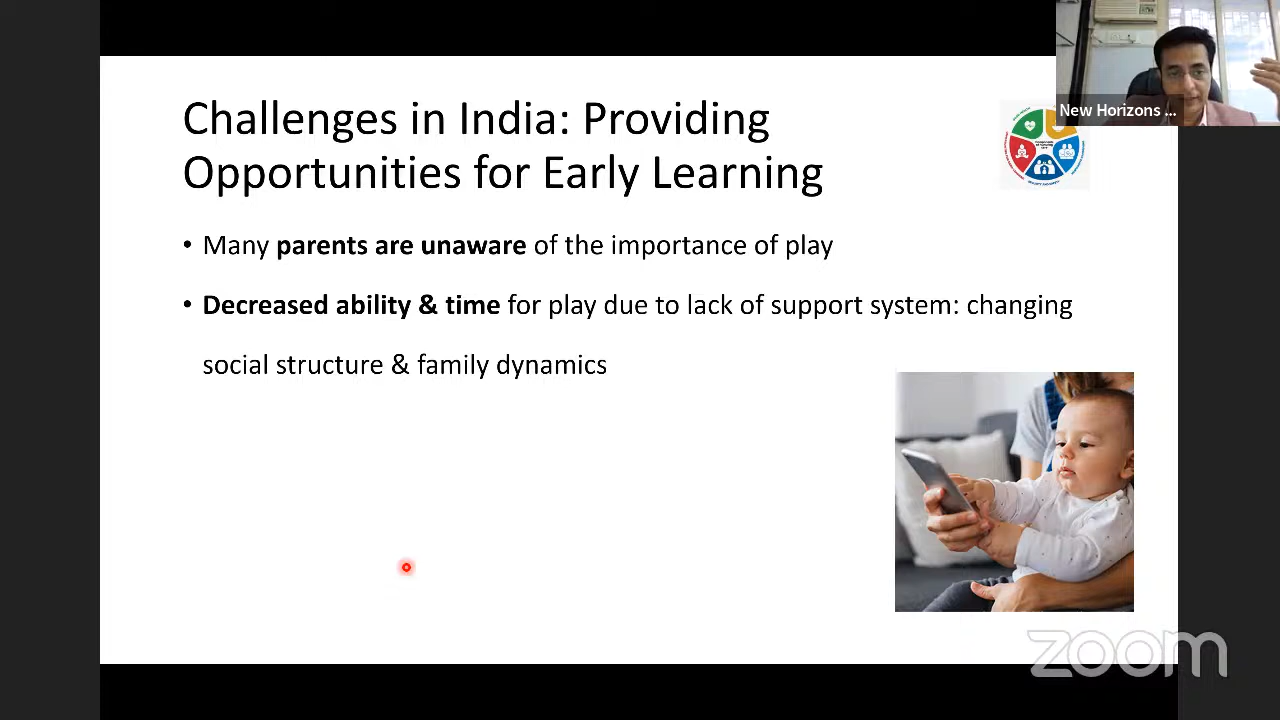 Challenges in India: Providing
Opportunities for Early Learning
New Horizons ...
• Many parents are unaware of the importance of play
• Decreased ability & time for play due to lack of support system: changing
social structure & family dynamics
zoom